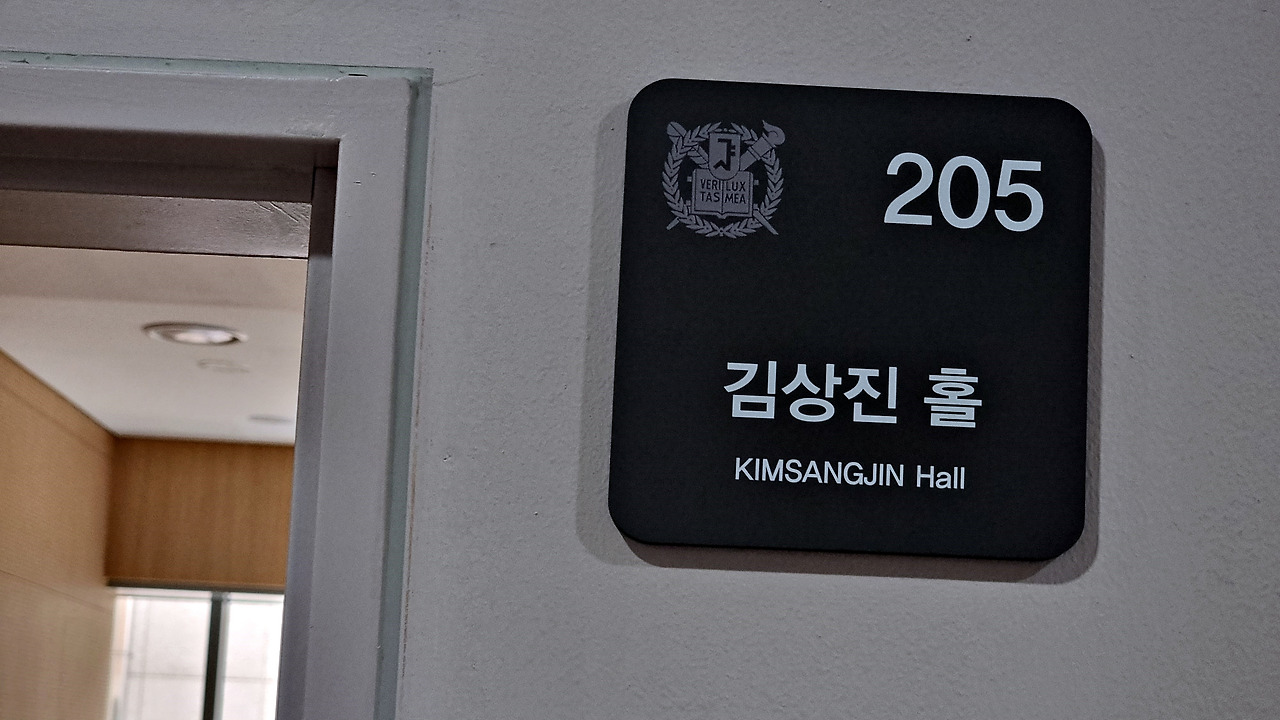 VERI LUX
TAS MEA
205
김상진 홀
KIMSANGJIN Hall